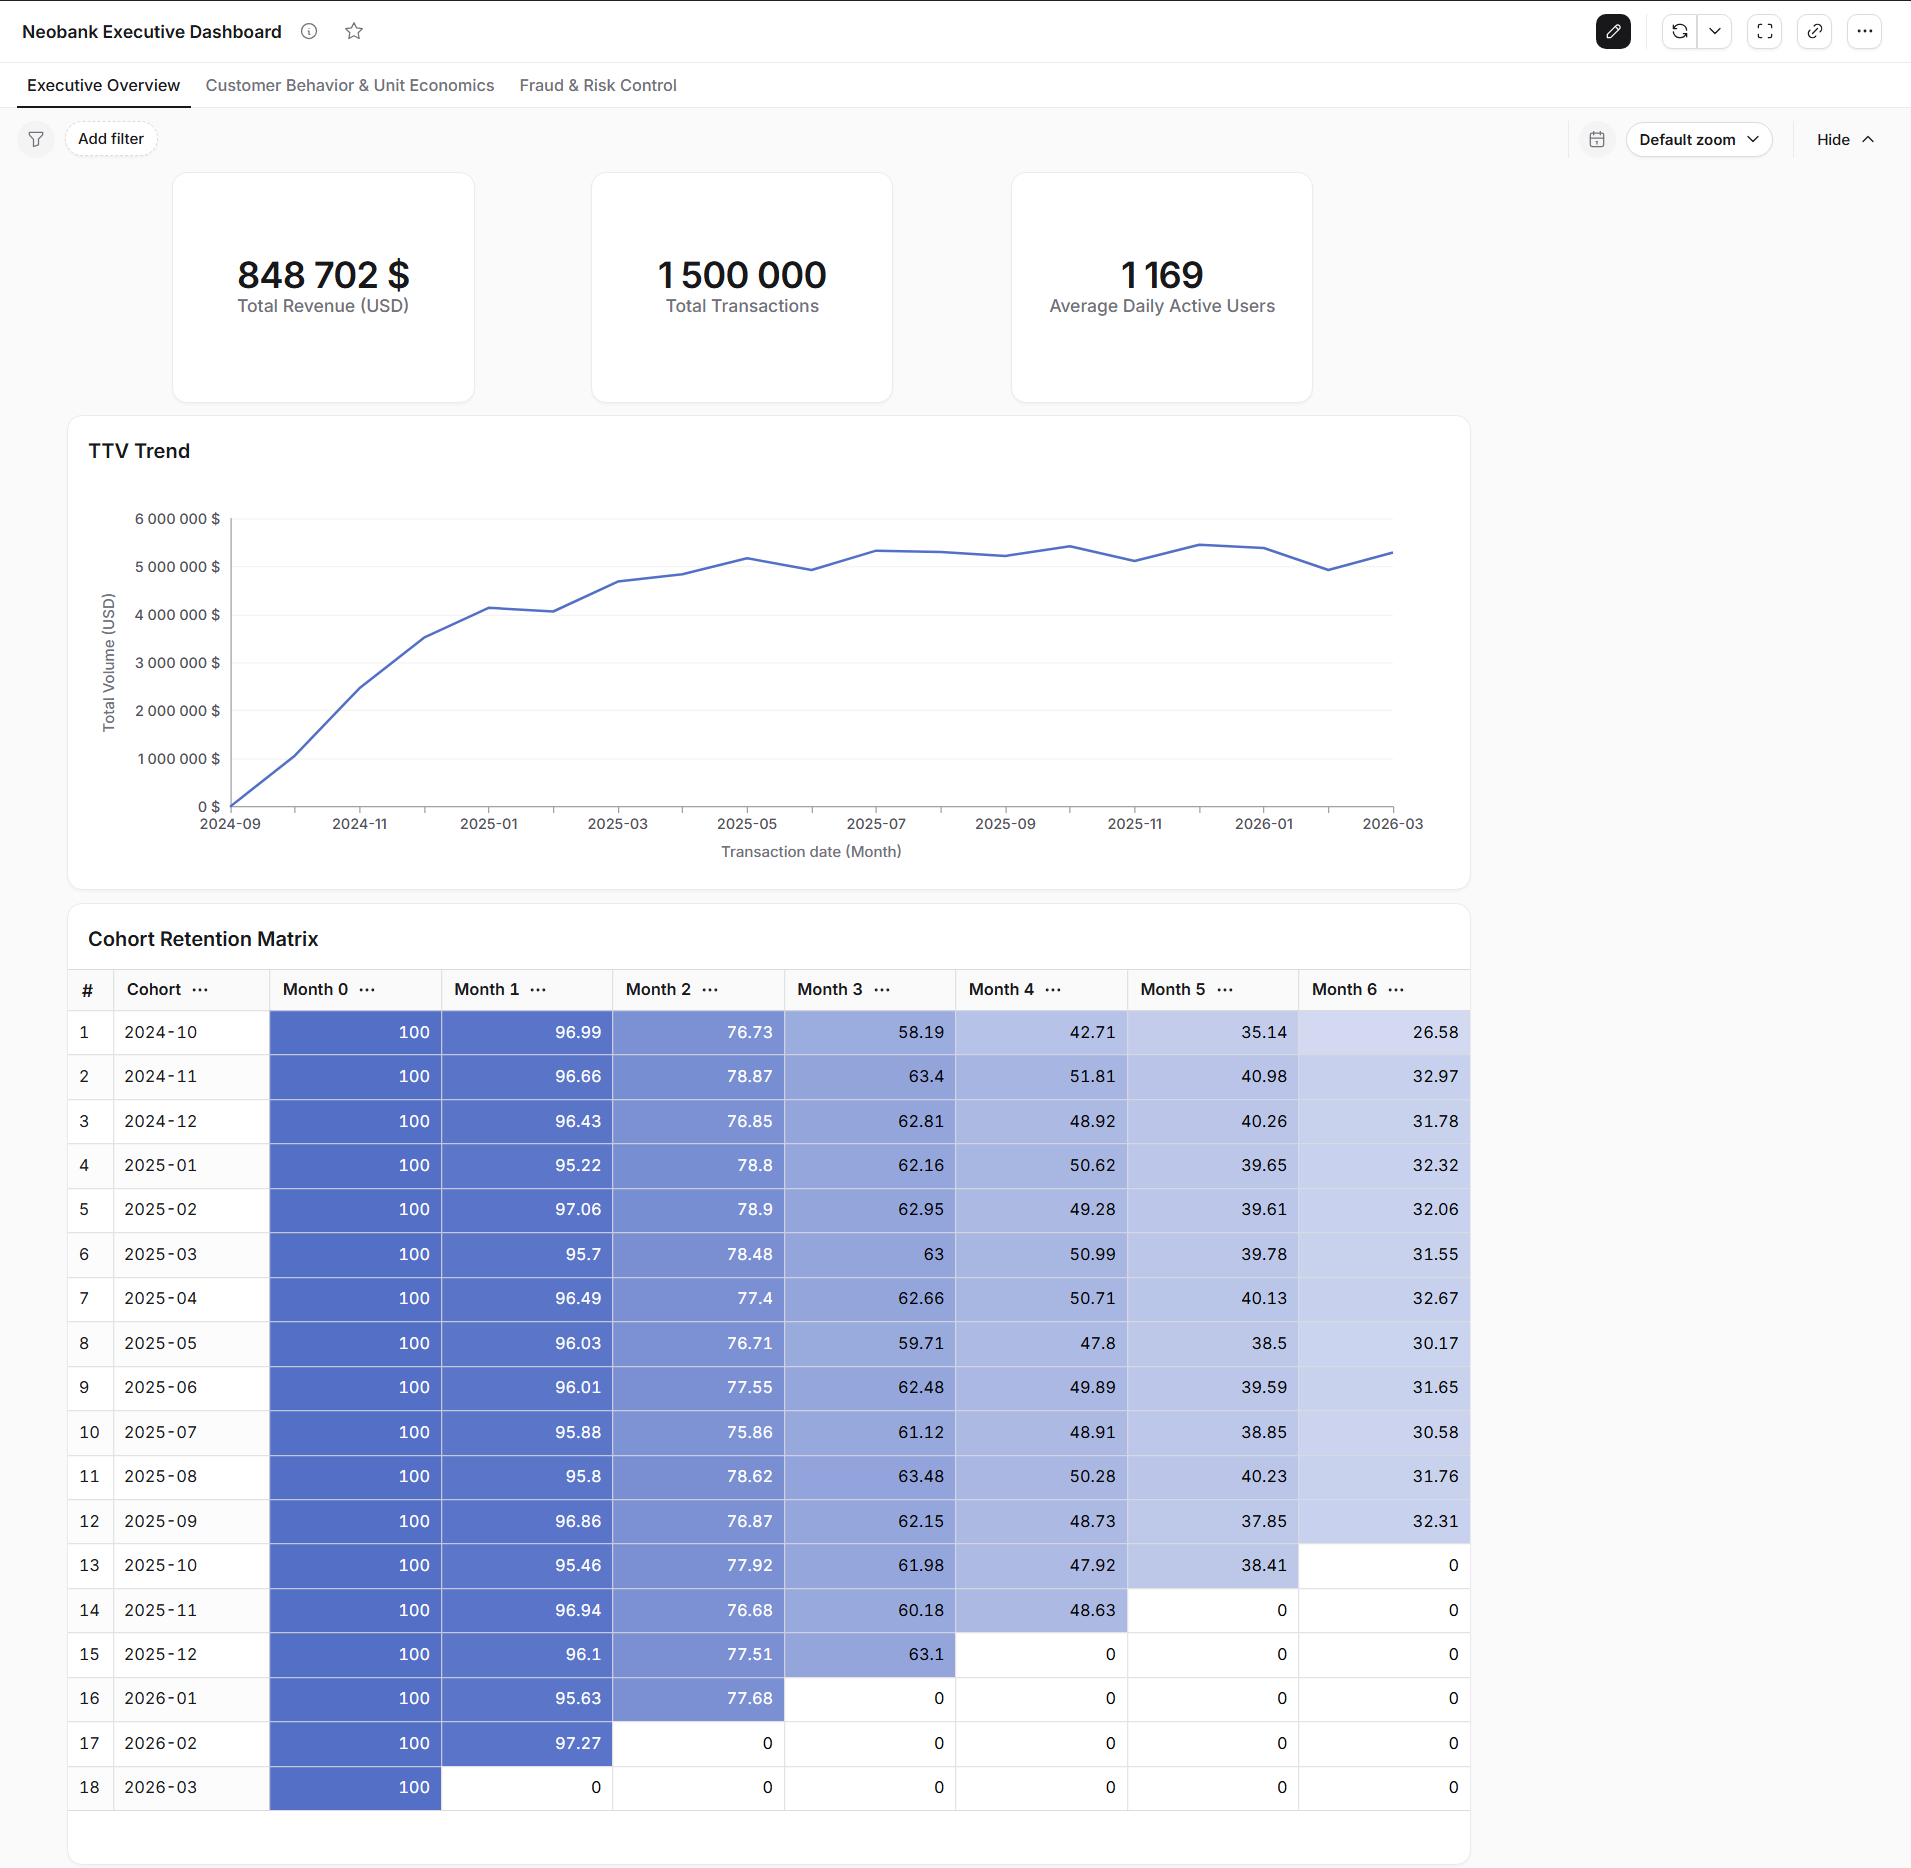 Neobank Executive Dashboard
Executive Overview Customer Behavior & Unit Economics Fraud & Risk Control
Add filter Default zoom Hide
848 702 $
Total Revenue (USD)
1 500 000
Total Transactions
1 169
Average Daily Active Users
TTV Trend
Total Volume (USD)
6 000 000 $
5 000 000 $
4 000 000 $
3 000 000 $
2 000 000 $
1 000 000 $
0 $
2024-09 2024-11 2025-01 2025-03 2025-05 2025-07 2025-09 2025-11 2026-01 2026-03
Transaction date (Month)
Cohort Retention Matrix
# Cohort ··· Month 0 ··· Month 1 ··· Month 2 ··· Month 3 ··· Month 4 ··· Month 5 ··· Month 6 ···
1 2024-10 100 96.99 76.73 58.19 42.71 35.14 26.58
2 2024-11 100 96.66 78.87 63.4 51.81 40.98 32.97
3 2024-12 100 96.43 76.85 62.81 48.92 40.26 31.78
4 2025-01 100 95.22 78.8 62.16 50.62 39.65 32.32
5 2025-02 100 97.06 78.9 62.95 49.28 39.61 32.06
6 2025-03 100 95.7 78.48 63 50.99 39.78 31.55
7 2025-04 100 96.49 77.4 62.66 50.71 40.13 32.67
8 2025-05 100 96.03 76.71 59.71 47.8 38.5 30.17
9 2025-06 100 96.01 77.55 62.48 49.89 39.59 31.65
10 2025-07 100 95.88 75.86 61.12 48.91 38.85 30.58
11 2025-08 100 95.8 78.62 63.48 50.28 40.23 31.76
12 2025-09 100 96.86 76.87 62.15 48.73 37.85 32.31
13 2025-10 100 95.46 77.92 61.98 47.92 38.41 0
14 2025-11 100 96.94 76.68 60.18 48.63 0 0
15 2025-12 100 96.1 77.51 63.1 0 0 0
16 2026-01 100 95.63 77.68 0 0 0 0
17 2026-02 100 97.27 0 0 0 0 0
18 2026-03 100 0 0 0 0 0 0